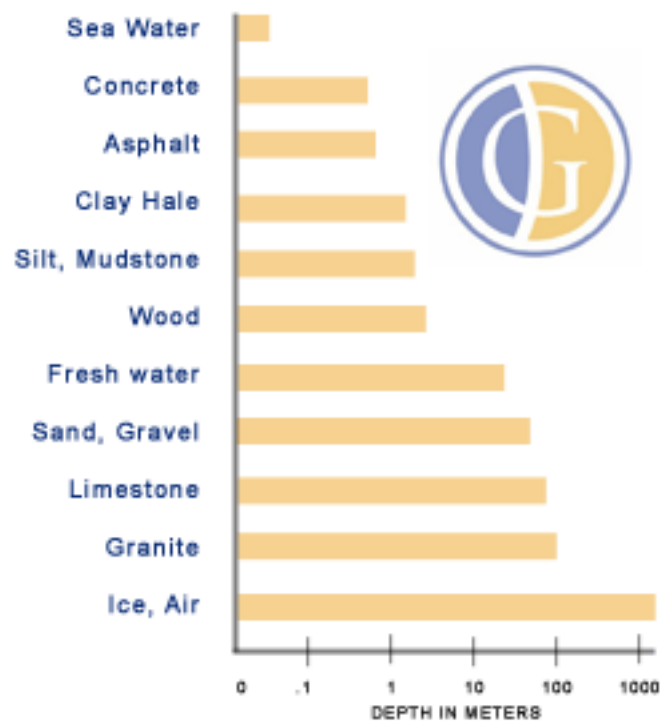 Sea Water
Concrete
Asphalt
Clay Hale
Silt, Mudstone
Wood
Fresh water
Sand, Gravel
Limestone
Granite
Ice, Air
0 .1 1 10 100 1000
DEPTH IN METERS
G